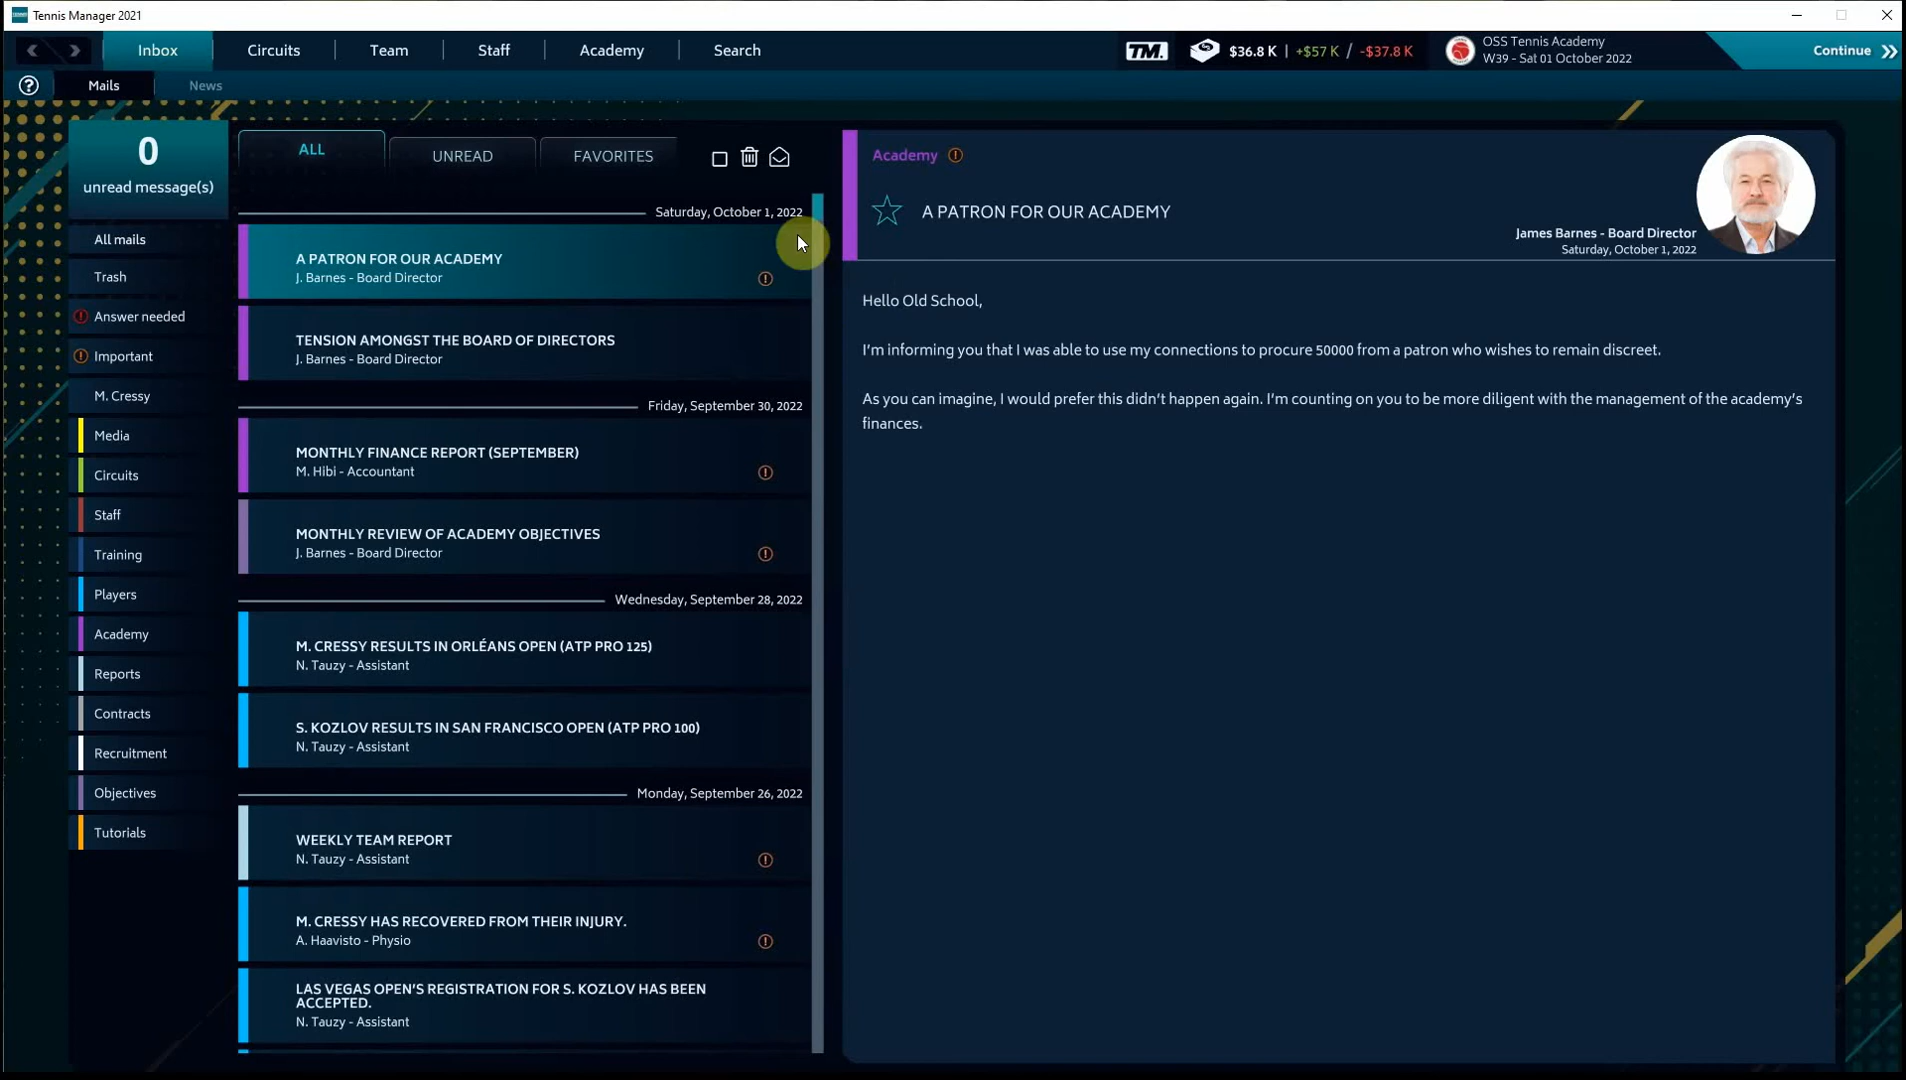 Tennis Manager 2021
Inbox
Circuits
Team
Staff
Academy
Search
TM.
$36.8 K | +$57 K / -$37.8 K
OSS Tennis Academy
W39 - Sat 01 October 2022
Continue
Mails
News
0
unread message(s)
All mails
Trash
Answer needed
Important
M. Cressy
Media
Circuits
Staff
Training
Players
Academy
Reports
Contracts
Recruitment
Objectives
Tutorials
ALL
UNREAD
FAVORITES
Saturday, October 1, 2022
A PATRON FOR OUR ACADEMY
J. Barnes - Board Director
TENSION AMONGST THE BOARD OF DIRECTORS
J. Barnes - Board Director
Friday, September 30, 2022
MONTHLY FINANCE REPORT (SEPTEMBER)
M. Hibi - Accountant
MONTHLY REVIEW OF ACADEMY OBJECTIVES
J. Barnes - Board Director
Wednesday, September 28, 2022
M. CRESSY RESULTS IN ORLÉANS OPEN (ATP PRO 125)
N. Tauzy - Assistant
S. KOZLOV RESULTS IN SAN FRANCISCO OPEN (ATP PRO 100)
N. Tauzy - Assistant
Monday, September 26, 2022
WEEKLY TEAM REPORT
N. Tauzy - Assistant
M. CRESSY HAS RECOVERED FROM THEIR INJURY.
A. Haavisto - Physio
LAS VEGAS OPEN'S REGISTRATION FOR S. KOZLOV HAS BEEN
ACCEPTED.
N. Tauzy - Assistant
Academy
A PATRON FOR OUR ACADEMY
James Barnes - Board Director
Saturday, October 1, 2022
Hello Old School,
I'm informing you that I was able to use my connections to procure 50000 from a patron who wishes to remain discreet.
As you can imagine, I would prefer this didn't happen again. I'm counting on you to be more diligent with the management of the academy's
finances.